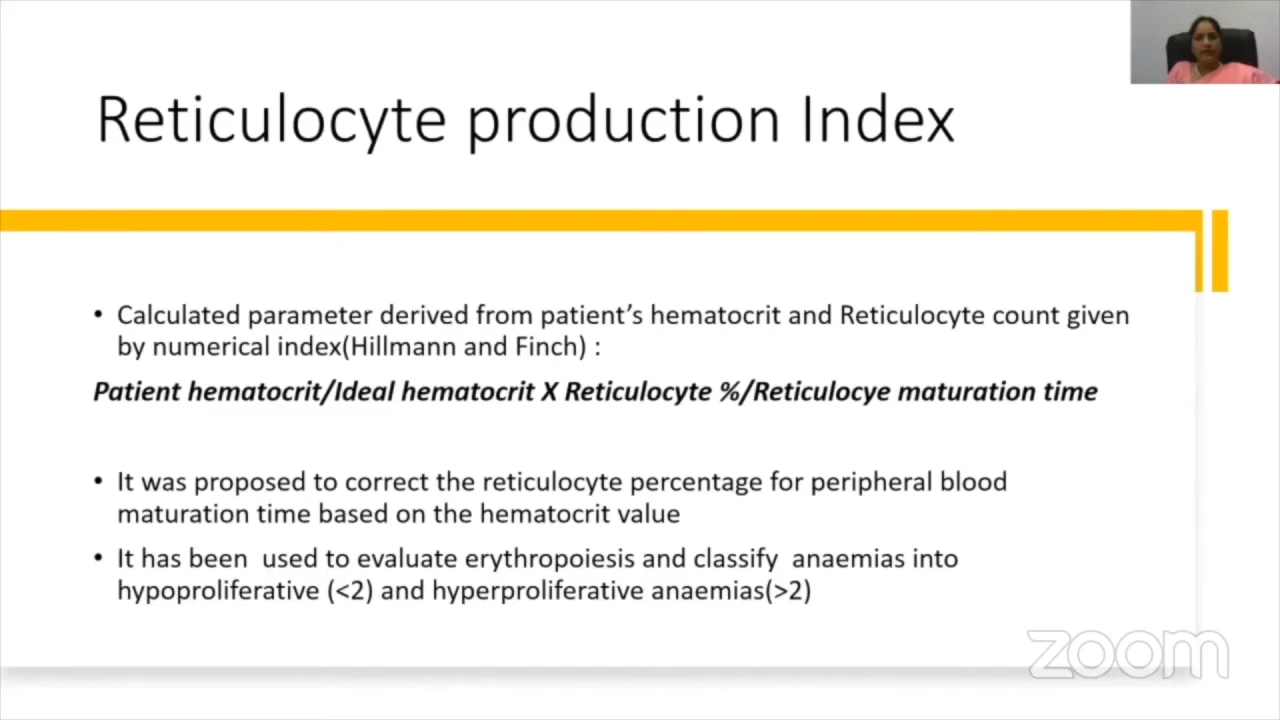 Reticulocyte production Index
• Calculated parameter derived from patient’s hematocrit and Reticulocyte count given
by numerical index(Hillmann and Finch) :
Patient hematocrit/Ideal hematocrit X Reticulocyte %/Reticulocye maturation time
• It was proposed to correct the reticulocyte percentage for peripheral blood
maturation time based on the hematocrit value
• It has been  used to evaluate erythropoiesis and classify  anaemias into
hypoproliferative (<2) and hyperproliferative anaemias(>2)
zoom